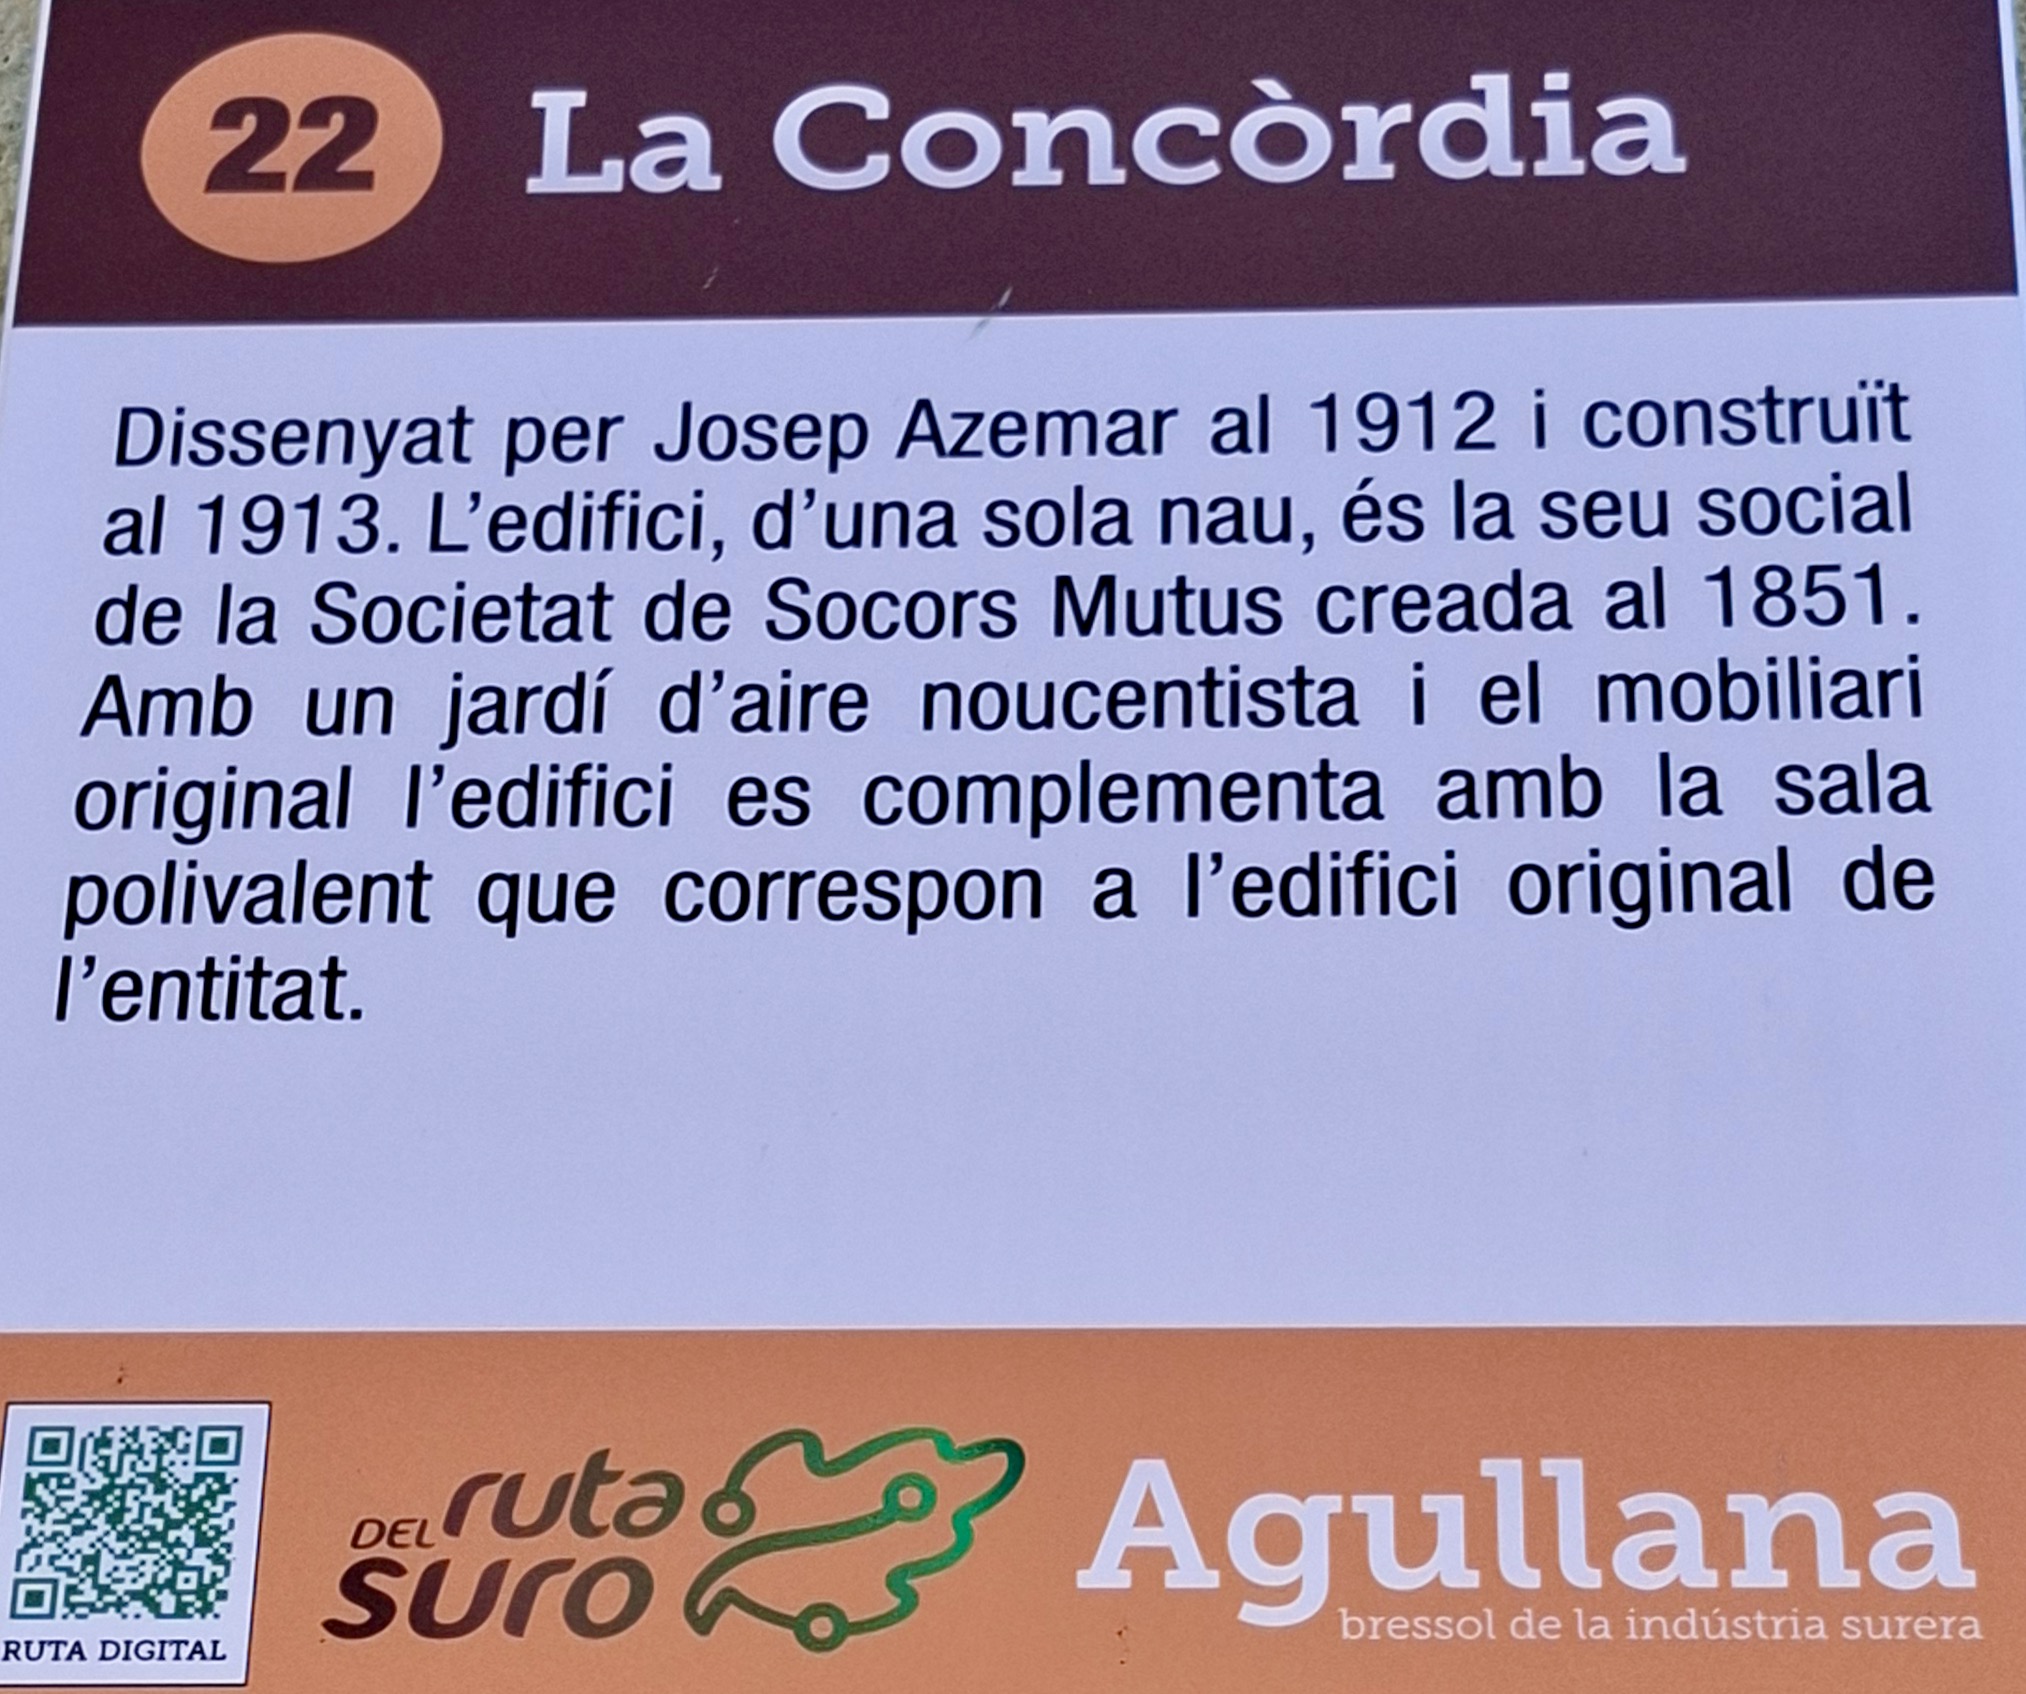 22 La Concòrdia
Dissenyat per Josep Azemar al 1912 i construït
al 1913. L’edifici, d’una sola nau, és la seu social
de la Societat de Socors Mutus creada al 1851.
Amb un jardí d’aire noucentista i el mobiliari
original l’edifici es complementa amb la sala
polivalent que correspon a l’edifici original de
l’entitat.
RUTA DIGITAL
ruta
DEL
suro
Agullana
bressol de la indústria surera